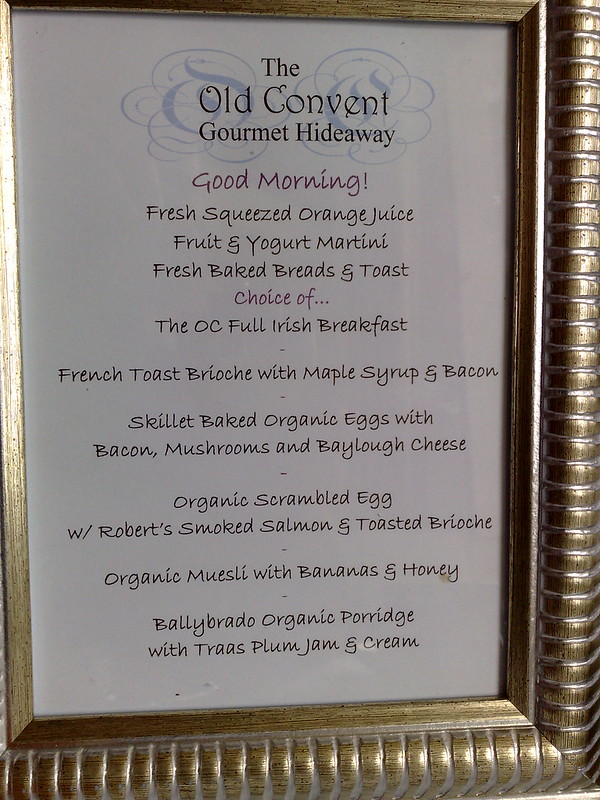 The
Old Convent
Gourmet Hideaway
Good Morning!
Fresh Squeezed Orange Juice
Fruit & Yogurt Martini
Fresh Baked Breads & Toast
Choice of...
The OC Full Irish Breakfast
-
French Toast Brioche with Maple Syrup & Bacon
-
Skillet Baked Organic Eggs with
Bacon, Mushrooms and Baylough Cheese
-
Organic Scrambled Egg
w/ Robert's Smoked Salmon & Toasted Brioche
-
Organic Muesli with Bananas & Honey
-
Ballybrado Organic Porridge
with Traas Plum Jam & Cream